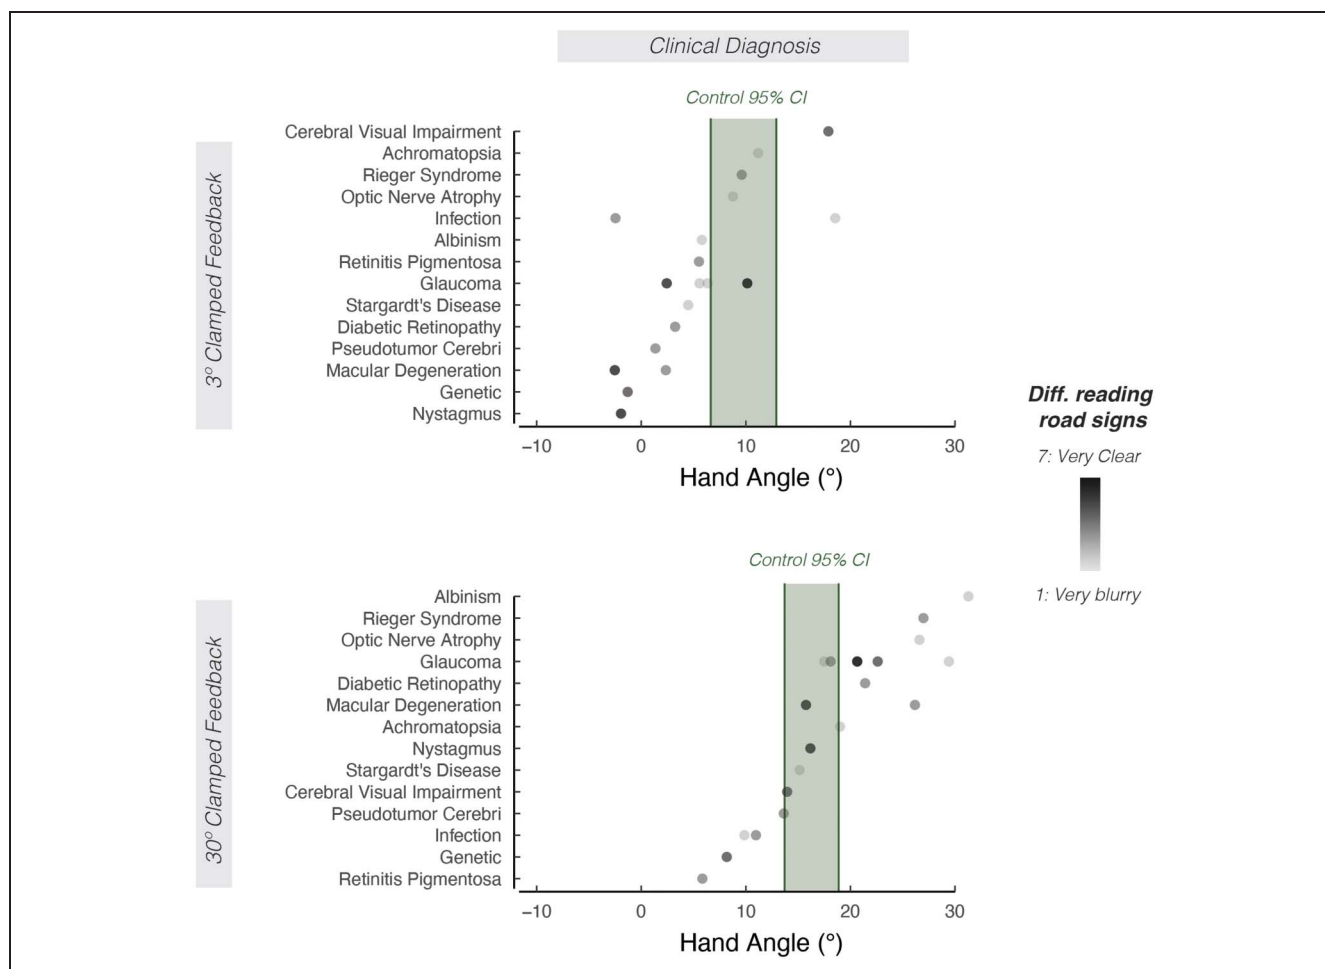 Clinical Diagnosis
Control 95% CI
3° Clamped Feedback
Cerebral Visual Impairment
Achromatopsia
Rieger Syndrome
Optic Nerve Atrophy
Infection
Albinism
Retinitis Pigmentosa
Glaucoma
Stargardt's Disease
Diabetic Retinopathy
Pseudotumor Cerebri
Macular Degeneration
Genetic
Nystagmus
−10 0 10 20 30
Hand Angle (°)
Diff. reading
road signs
7: Very Clear
1: Very blurry
Control 95% CI
30° Clamped Feedback
Albinism
Rieger Syndrome
Optic Nerve Atrophy
Glaucoma
Diabetic Retinopathy
Macular Degeneration
Achromatopsia
Nystagmus
Stargardt's Disease
Cerebral Visual Impairment
Pseudotumor Cerebri
Infection
Genetic
Retinitis Pigmentosa
−10 0 10 20 30
Hand Angle (°)